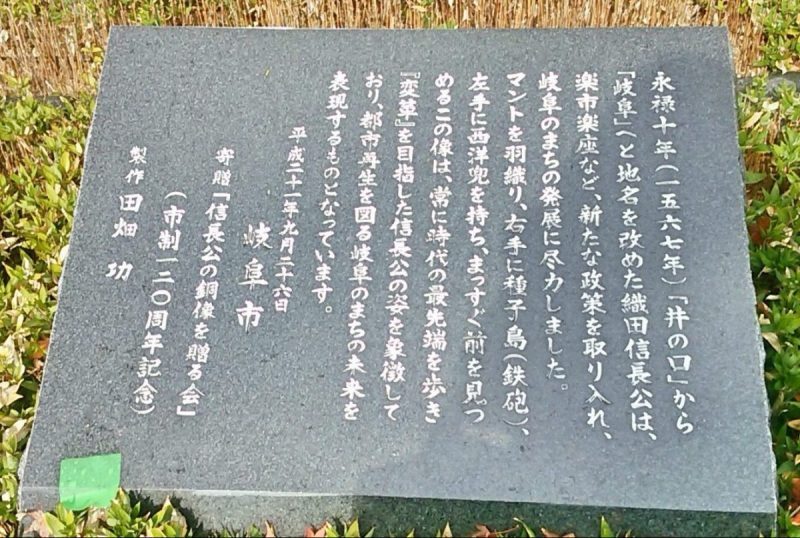 永禄十年(一五六七年)「井の口」から
「岐阜」へと地名を改めた織田信長公は、
楽市楽座など、新たな政策を取り入れ、
岐阜のまちの発展に尽力しました。
マントを羽織り、右手に種子島(鉄砲)、
左手に西洋兜を持ち、まっすぐ前を見つ
めるこの像は、常に時代の最先端を歩き
『変革』を目指した信長公の姿を象徴して
おり、都市再生を図る岐阜のまちの未来を
表現するものとなっています。
平成二十一年九月二十六日
岐阜市
寄贈「信長公の銅像を贈る会」
(市制一二〇周年記念)
製作 田畑功